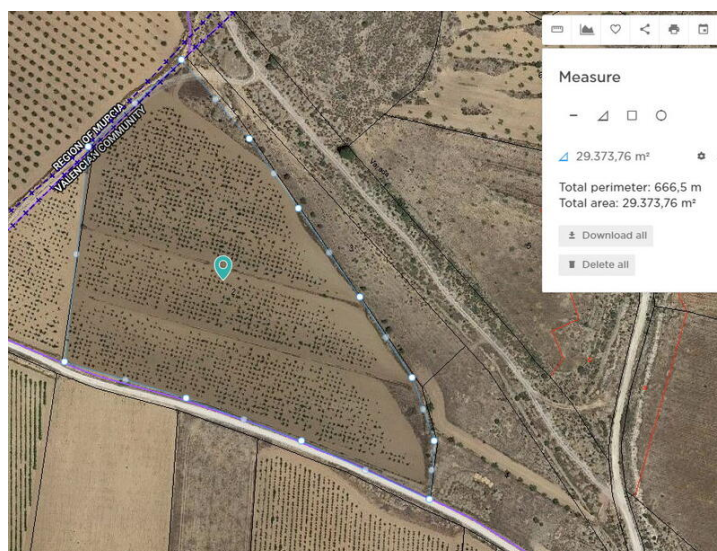 Measure
29.373,76 m²
Total perimeter: 666,5 m
Total area: 29.373,76 m²
Download all
Delete all
REGION OF MURCIA
VALENCIAN COMMUNITY